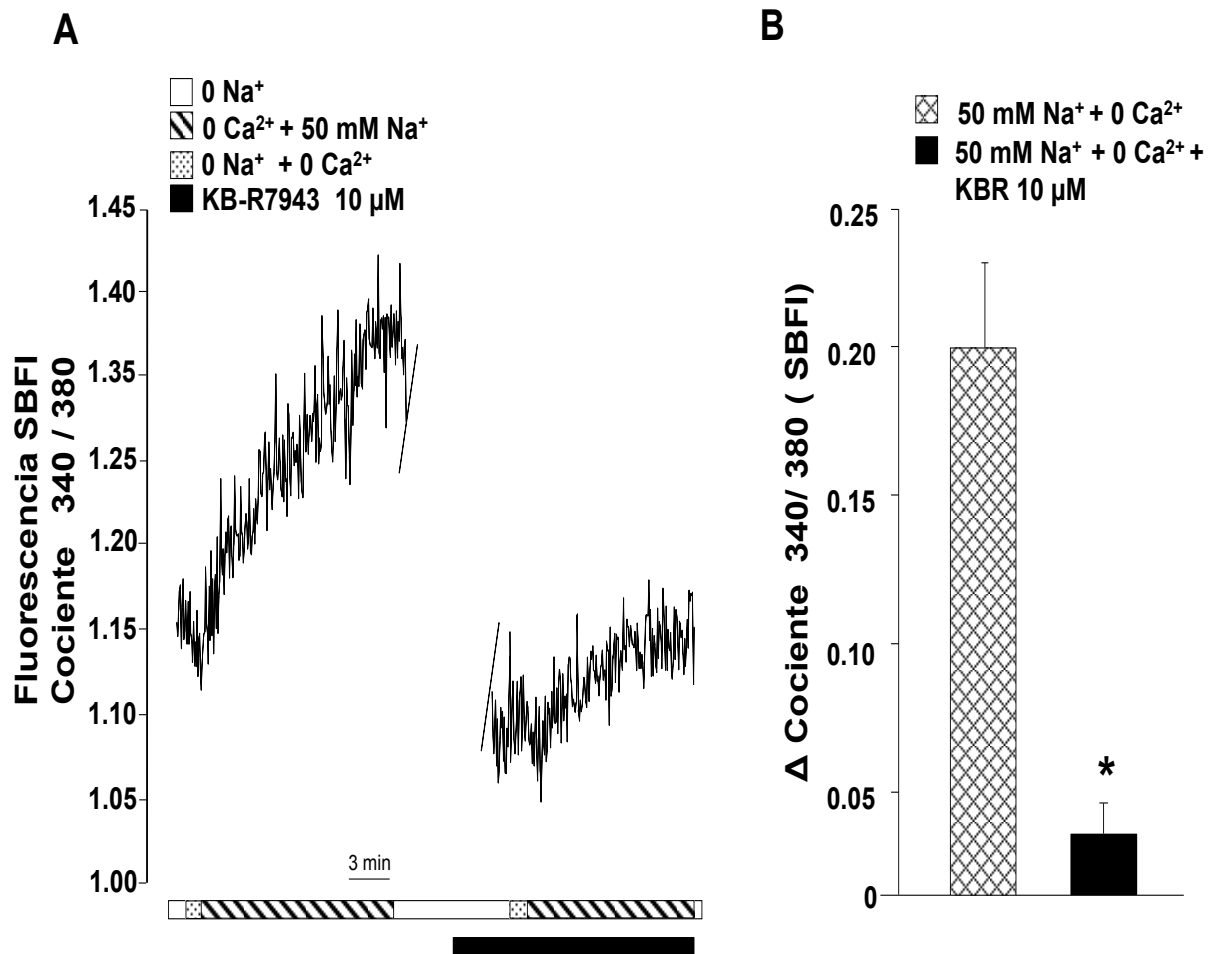 A
0 Na⁺
0 Ca²⁺ + 50 mM Na⁺
0 Na⁺ + 0 Ca²⁺
KB-R7943 10 µM
Fluorescencia SBFI
Cociente 340 / 380
1.45
1.40
1.35
1.25
1.20
1.15
1.10
1.05
1.00
3 min
B
50 mM Na⁺ + 0 Ca²⁺
50 mM Na⁺ + 0 Ca²⁺ +
KBR 10 µM
Δ Cociente 340/ 380 ( SBFI)
0.25
0.20
0.15
0.10
0.05
0
*